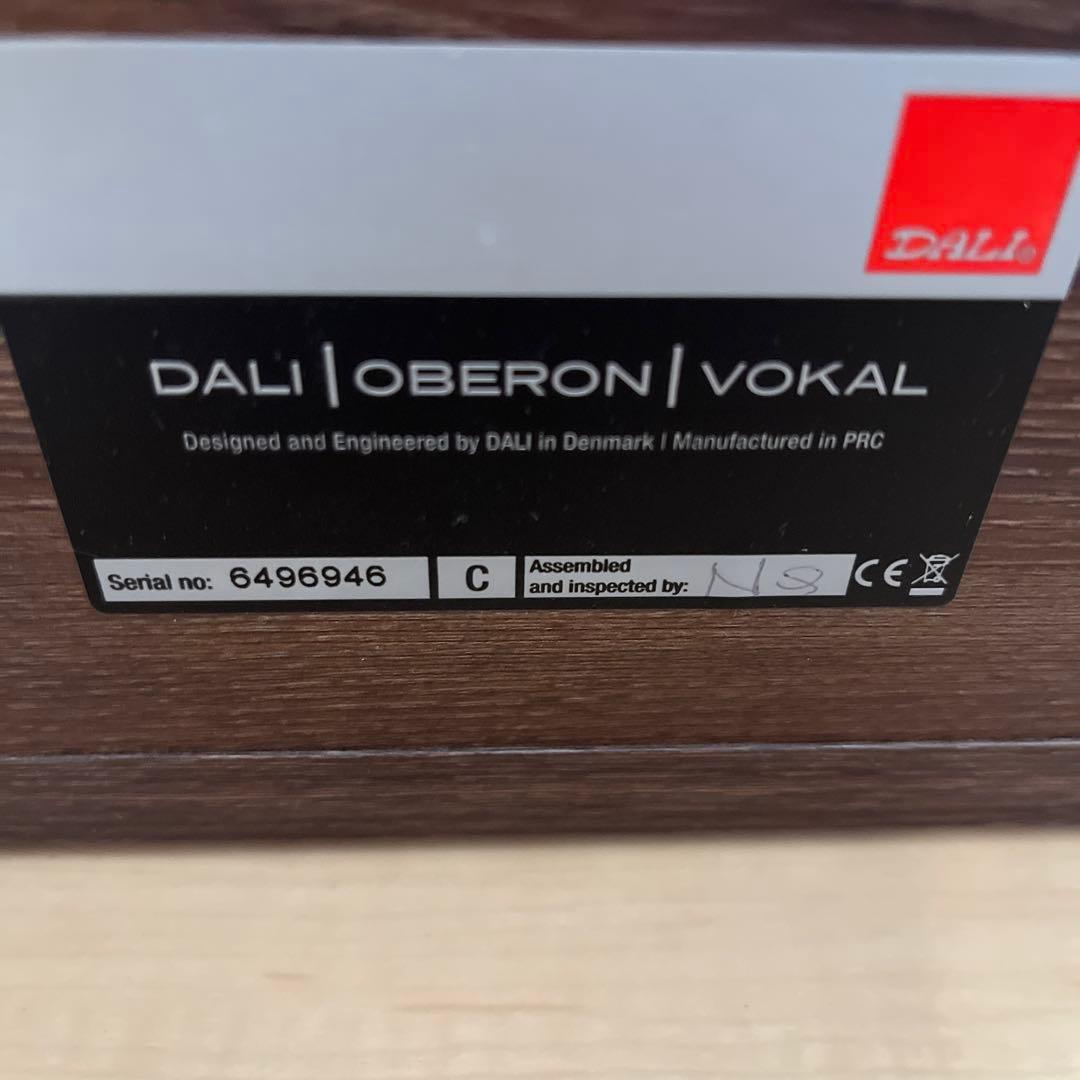 DALI®
DALI | OBERON | VOKAL
Designed and Engineered by DALI in Denmark | Manufactured in PRC
Serial no: 6496946
C
Assembled
and inspected by:
CE